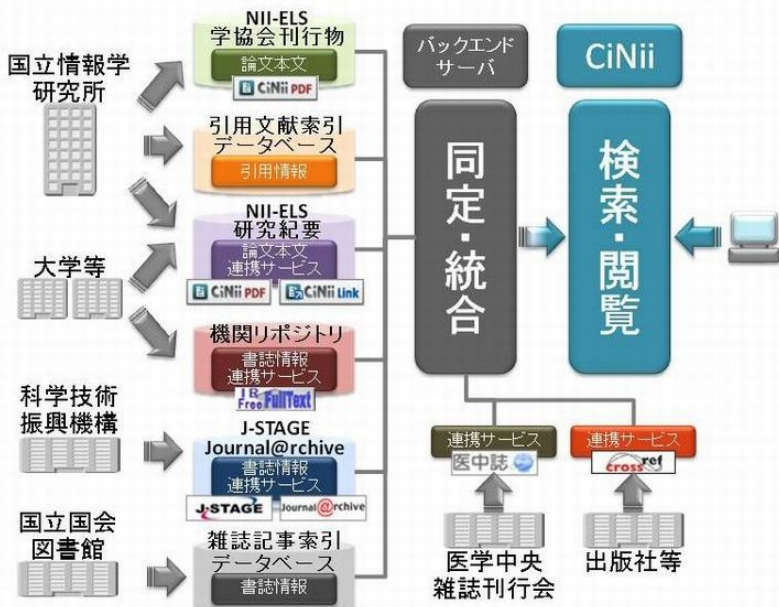 国立情報学
研究所
大学等
科学技術
振興機構
国立国会
図書館
NII-ELS
学協会刊行物
論文本文
CiNii PDF
引用文献索引
データベース
引用情報
NII-ELS
研究紀要
論文本文
連携サービス
CiNii PDF
CiNii Link
機関リポジトリ
書誌情報
連携サービス
JR
Free FullText
J-STAGE
Journal@rchive
書誌情報
連携サービス
J-STAGE
Journal@rchive
雑誌記事索引
データベース
書誌情報
バックエンド
サーバ
同定・統合
CiNii
検索・閲覧
連携サービス
医中誌
連携サービス
crossref
医学中央
雑誌刊行会
出版社等